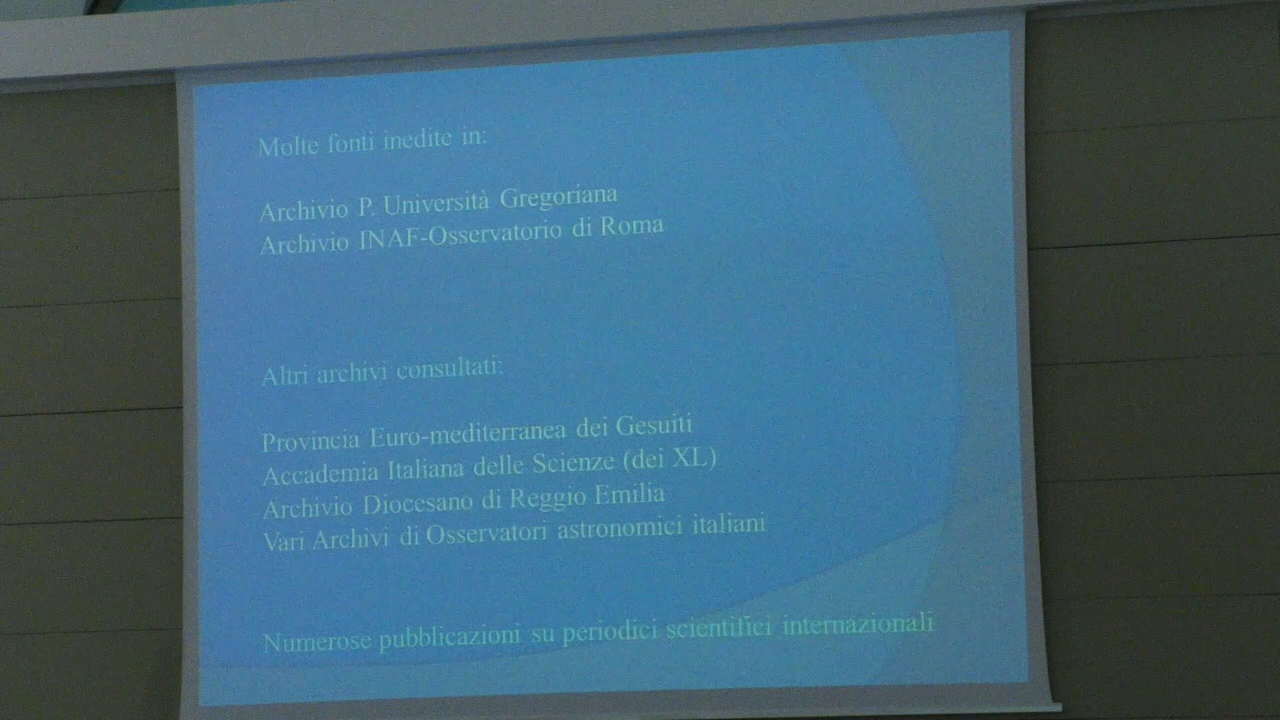 Molte fonti inedite in:
Archivio P. Università Gregoriana
Archivio INAF-Osservatorio di Roma
Altri archivi consultati:
Provincia Euro-mediterranea dei Gesuiti
Accademia Italiana delle Scienze (dei XL)
Archivio Diocesano di Reggio Emilia
Vari Archivi di Osservatori astronomici italiani
Numerose pubblicazioni su periodici scientifici internazionali